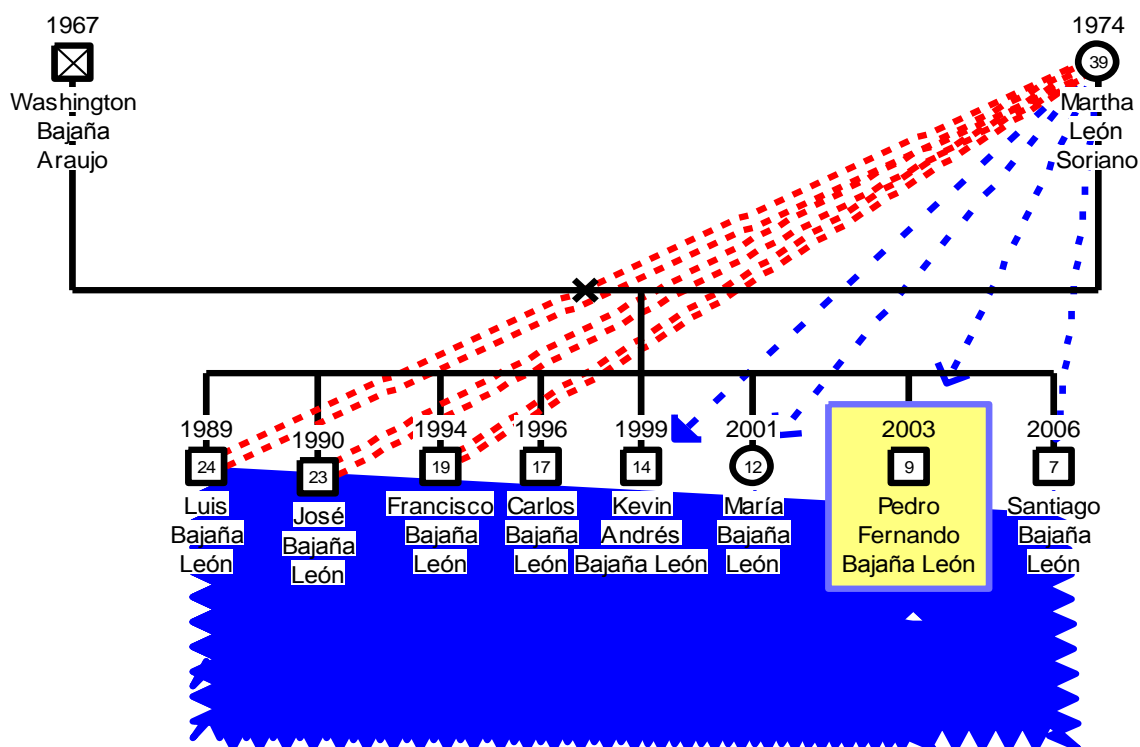 1967
Washington
Bajaña
Araujo
1974
39
Martha
León
Soriano
1989
24
Luis
Bajaña
León
1990
23
José
Bajaña
León
1994
19
Francisco
Bajaña
León
1996
17
Carlos
Bajaña
León
1999
14
Kevin
Andrés
Bajaña León
2001
12
María
Bajaña
León
2003
9
Pedro
Fernando
Bajaña León
2006
7
Santiago
Bajaña
León